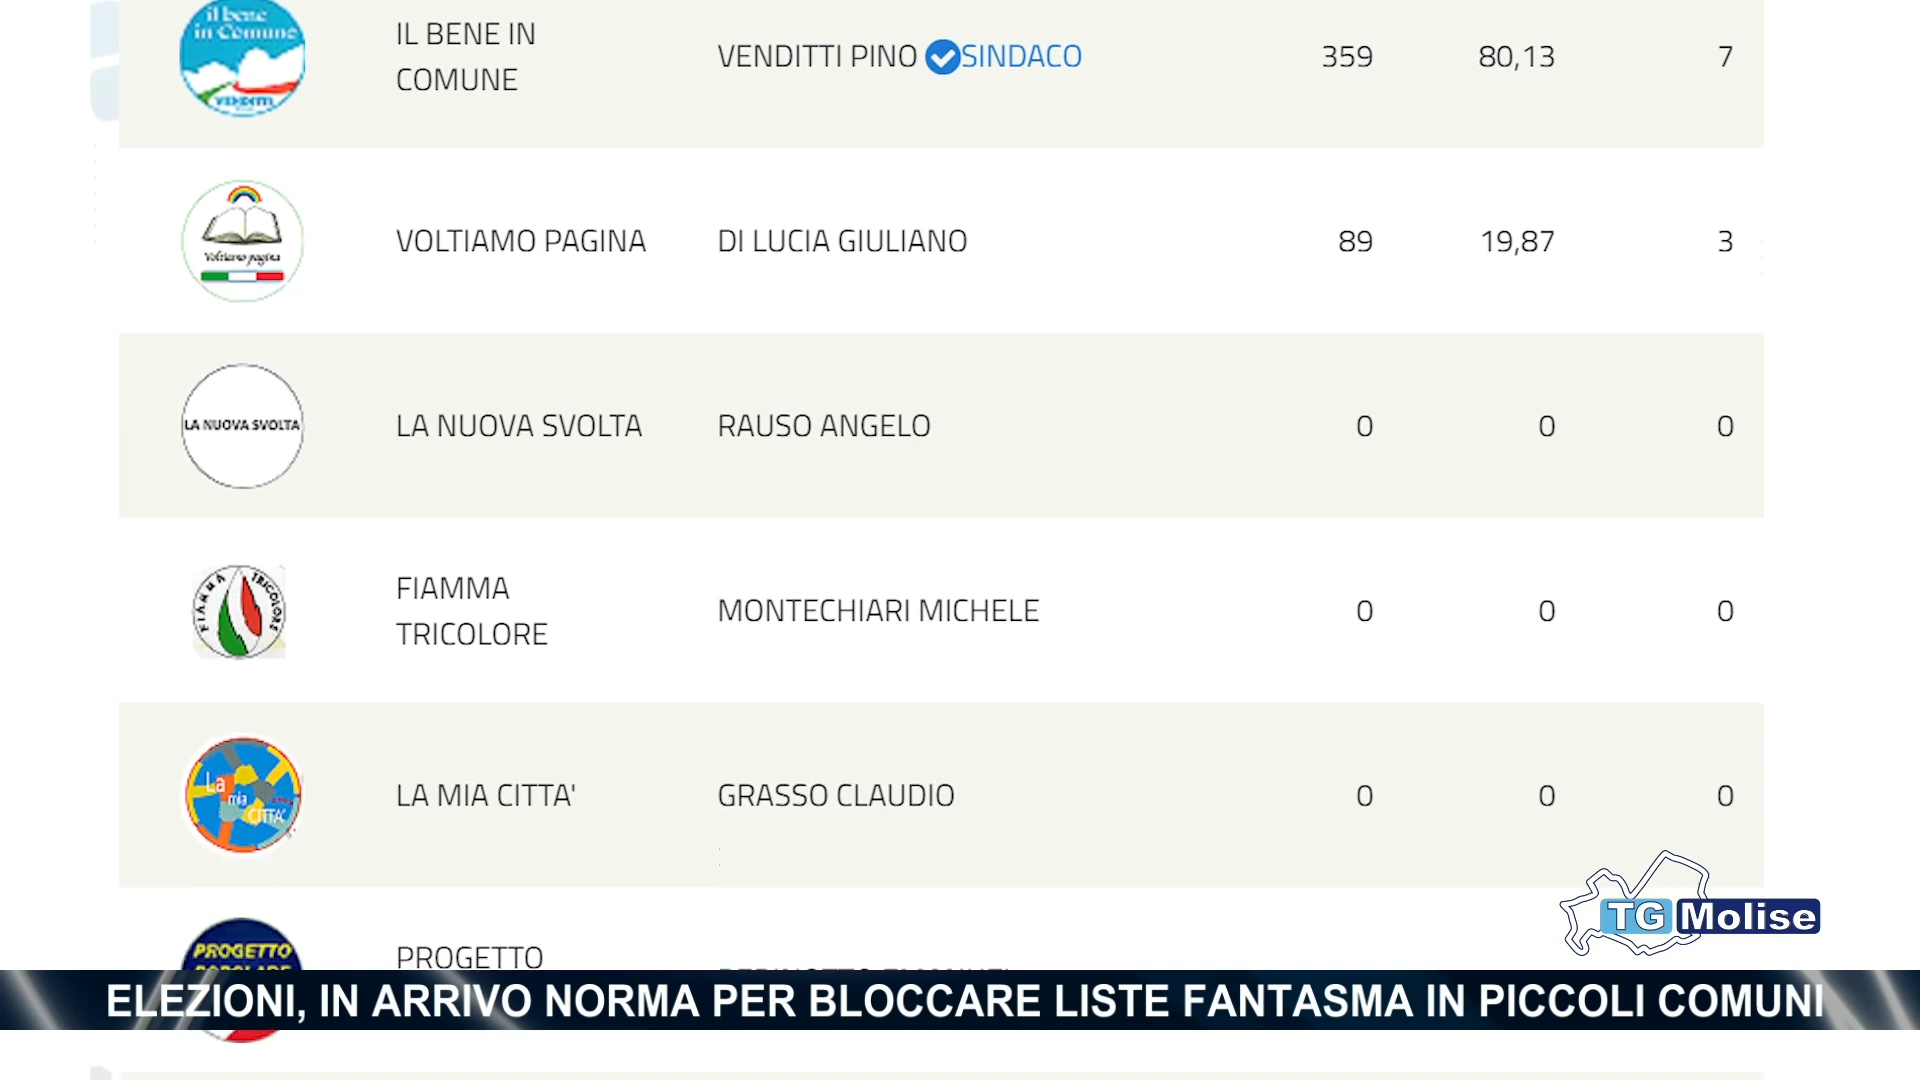 il bene
in Comune
VENDITTI
IL BENE IN
COMUNE
VENDITTI PINO SINDACO
359
80,13
7
Voltiamo pagina
VOLTIAMO PAGINA
DI LUCIA GIULIANO
89
19,87
3
LA NUOVA SVOLTA
LA NUOVA SVOLTA
RAUSO ANGELO
0
0
0
FIAMMA TRICOLORE
FIAMMA
TRICOLORE
MONTECHIARI MICHELE
0
0
0
La
mia
CITTA'
LA MIA CITTA'
GRASSO CLAUDIO
0
0
0
TG Molise
PROGETTO
PROGETTO
ELEZIONI, IN ARRIVO NORMA PER BLOCCARE LISTE FANTASMA IN PICCOLI COMUNI